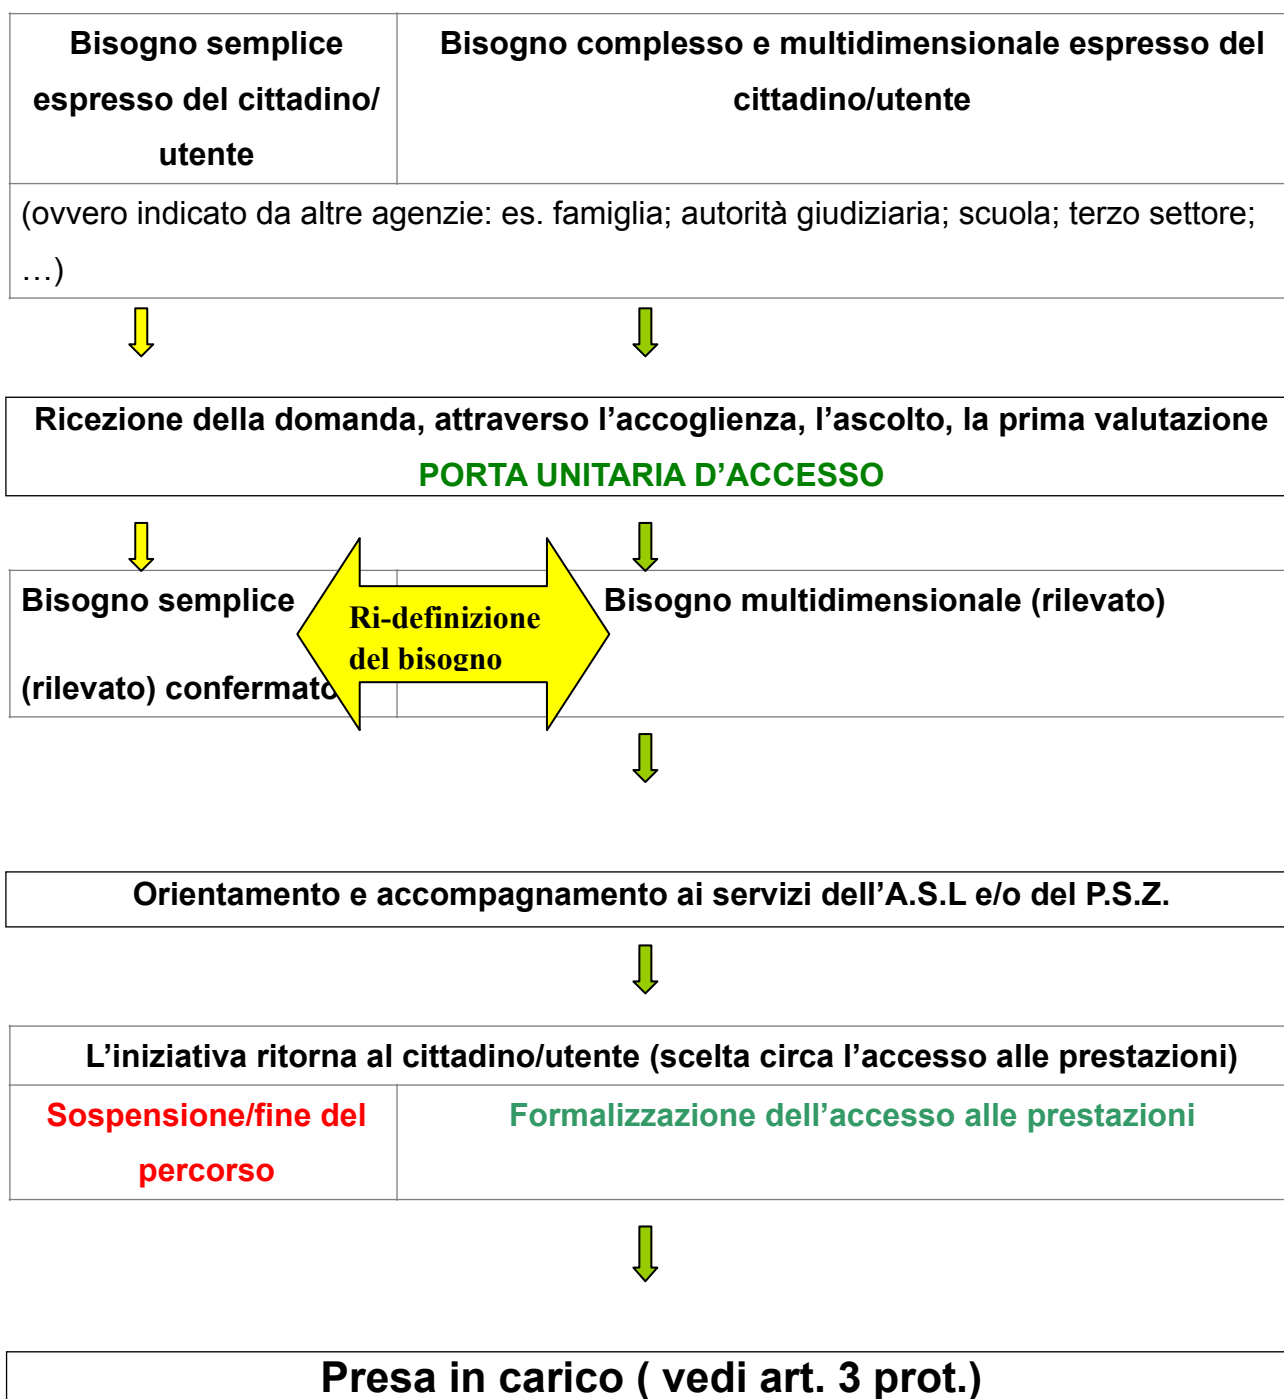 Bisogno semplice
espresso del cittadino/
utente
Bisogno complesso e multidimensionale espresso del
cittadino/utente
(ovvero indicato da altre agenzie: es. famiglia; autorità giudiziaria; scuola; terzo settore;
…)
Ricezione della domanda, attraverso l’accoglienza, l’ascolto, la prima valutazione
PORTA UNITARIA D’ACCESSO
Bisogno semplice
(rilevato) confermato
Ri-definizione
del bisogno
Bisogno multidimensionale (rilevato)
Orientamento e accompagnamento ai servizi dell’A.S.L e/o del P.S.Z.
L’iniziativa ritorna al cittadino/utente (scelta circa l’accesso alle prestazioni)
Sospensione/fine del
percorso
Formalizzazione dell’accesso alle prestazioni
Presa in carico ( vedi art. 3 prot.)